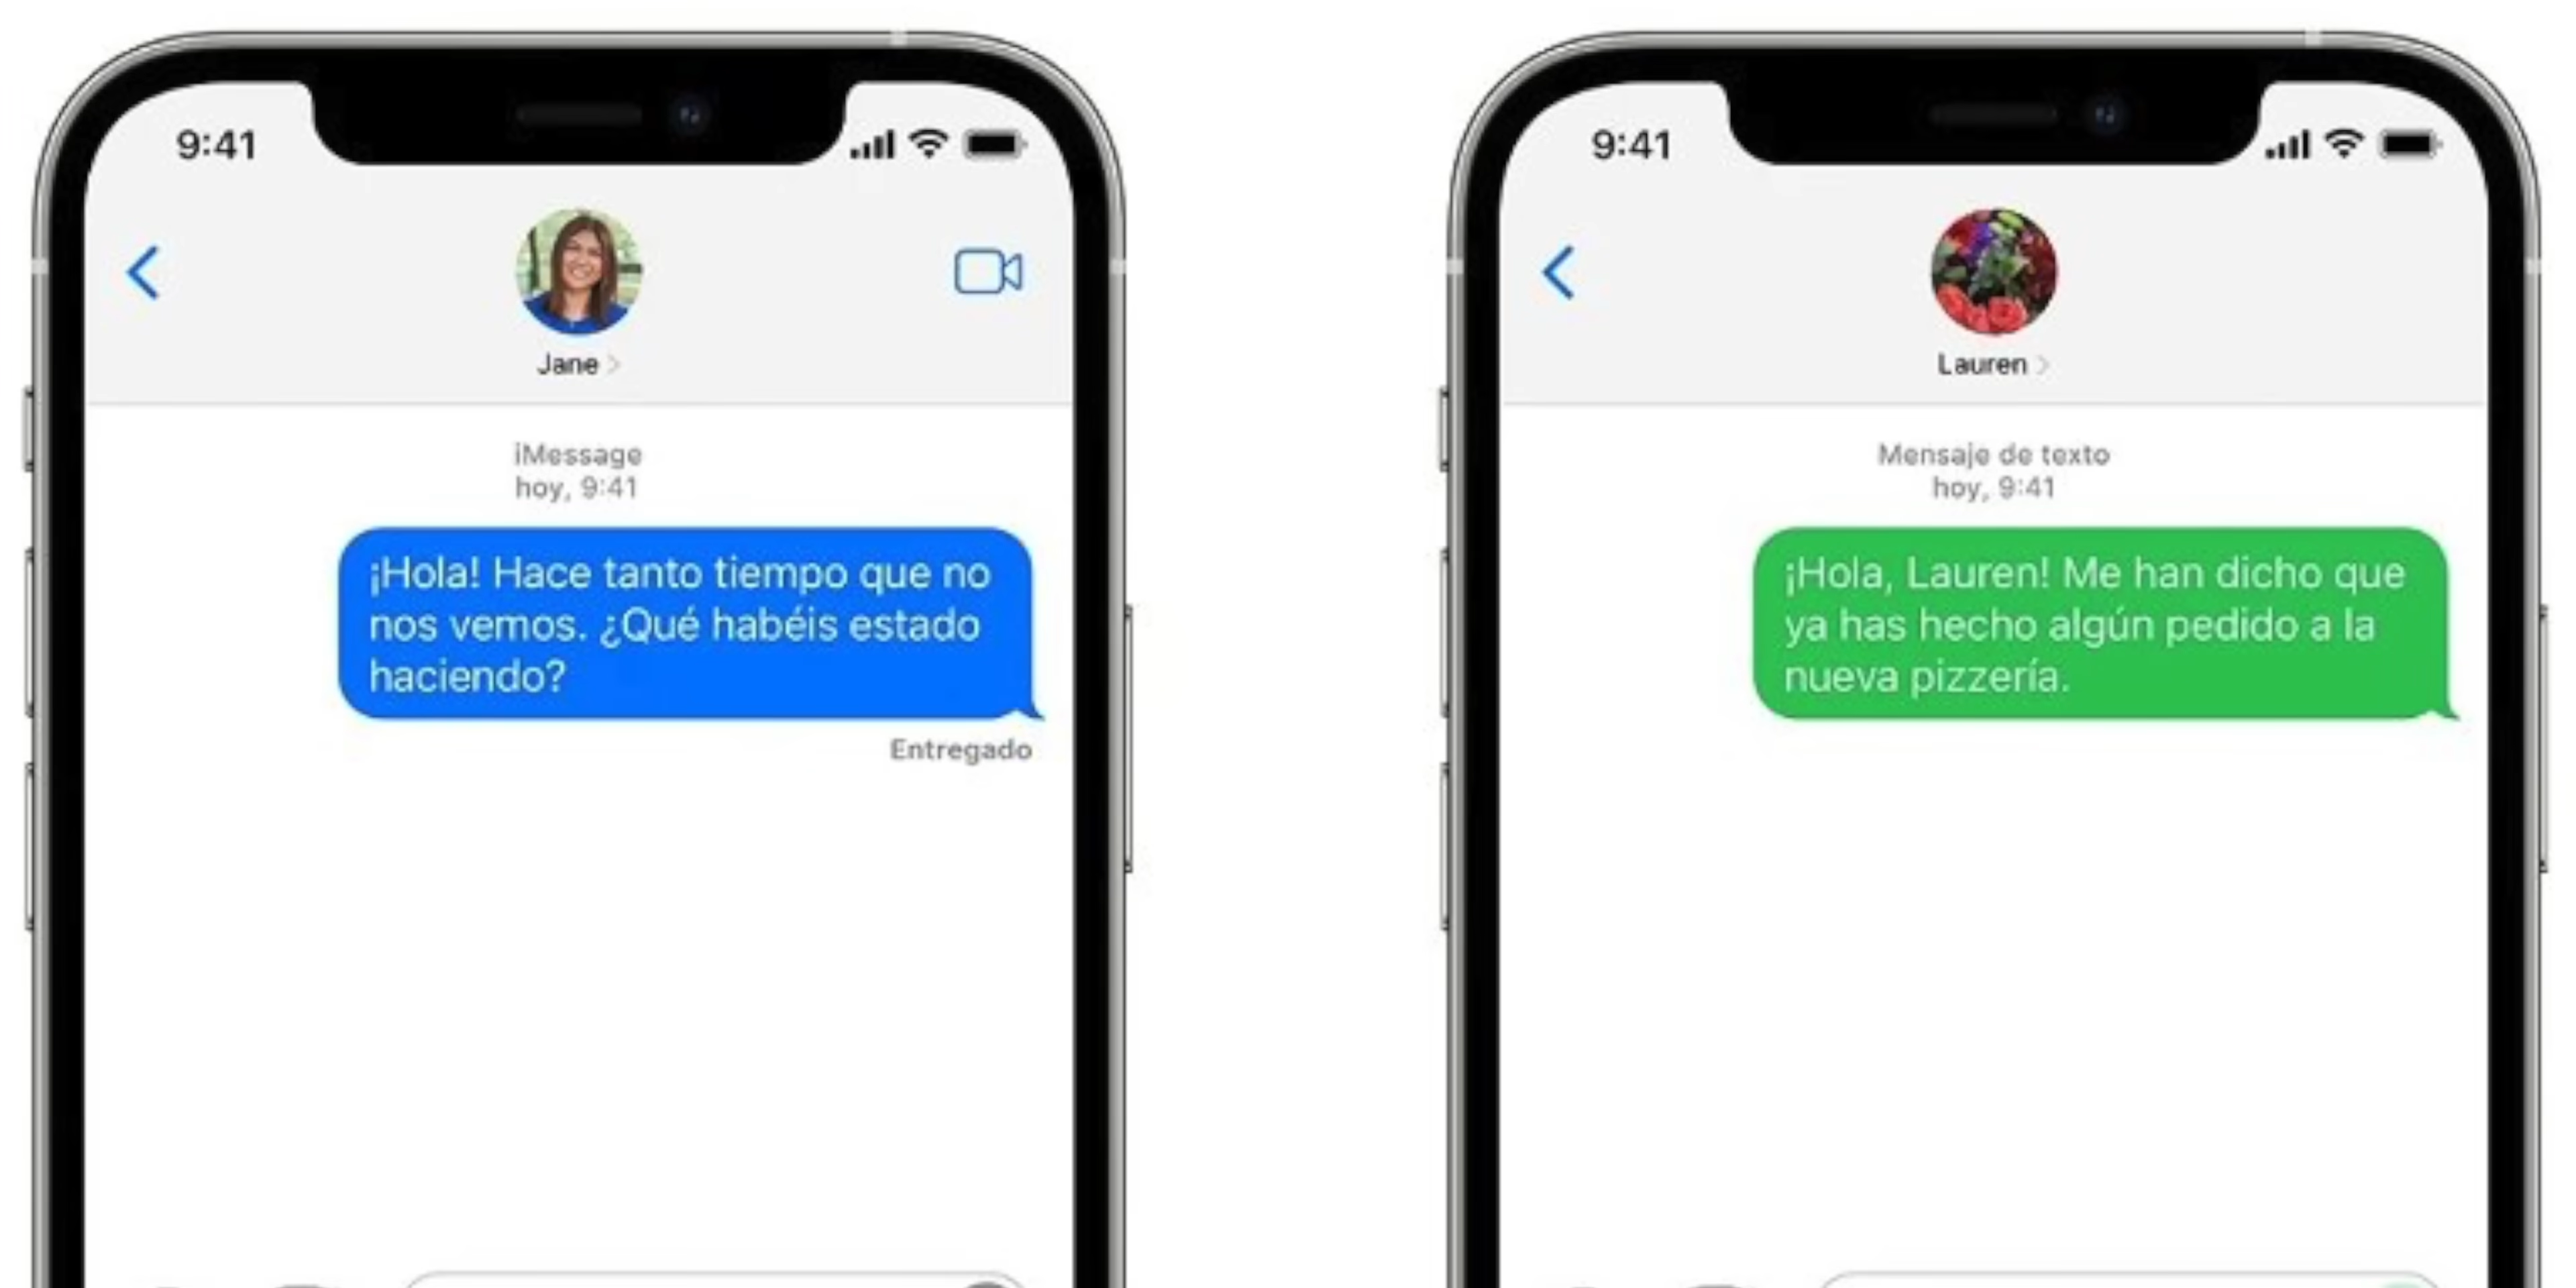 9:41
Jane
iMessage
hoy, 9:41
¡Hola! Hace tanto tiempo que no
nos vemos. ¿Qué habéis estado
haciendo?
Entregado
9:41
Lauren
Mensaje de texto
hoy, 9:41
¡Hola, Lauren! Me han dicho que
ya has hecho algún pedido a la
nueva pizzería.